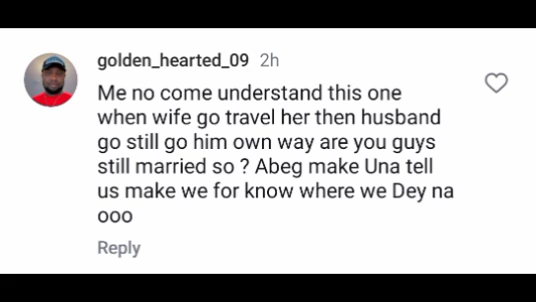 golden_hearted_09 2h
Me no come understand this one
when wife go travel her then husband
go still go him own way are you guys
still married so ? Abeg make Una tell
us make we for know where we Dey na
ooo
Reply